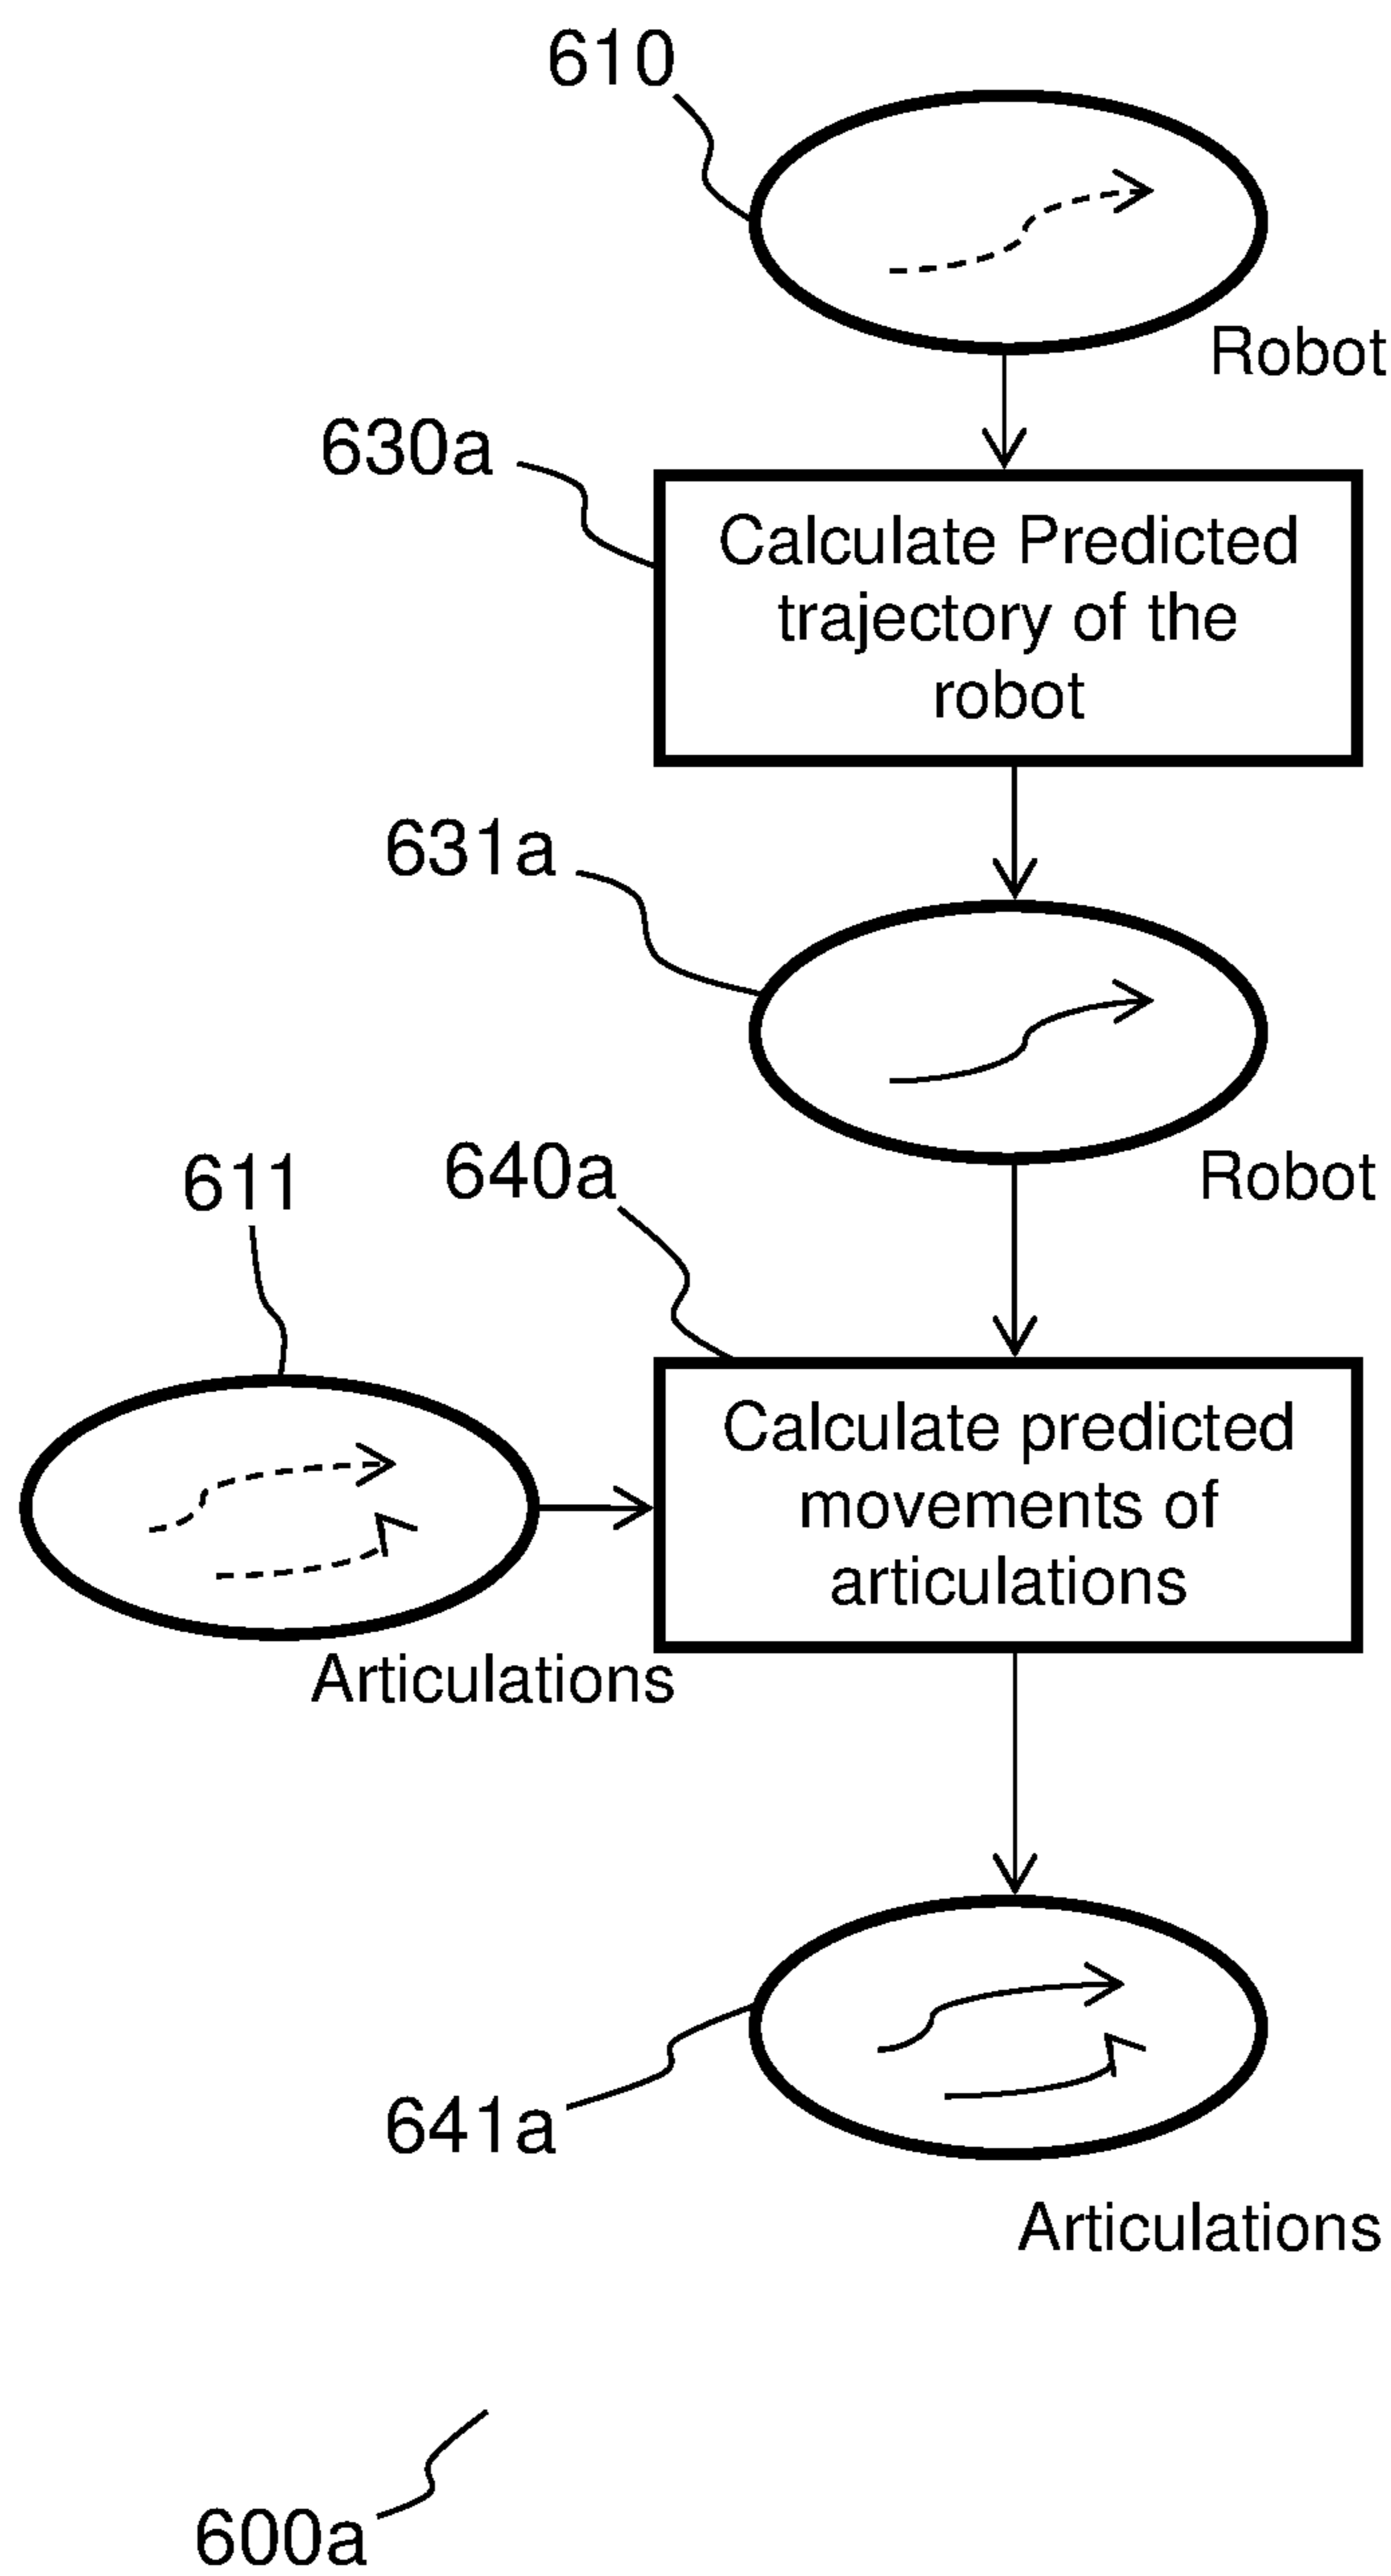 610
Robot
630a
Calculate Predicted
trajectory of the
robot
631a
Robot
640a
611
Calculate predicted
movements of
articulations
Articulations
641a
Articulations
600a